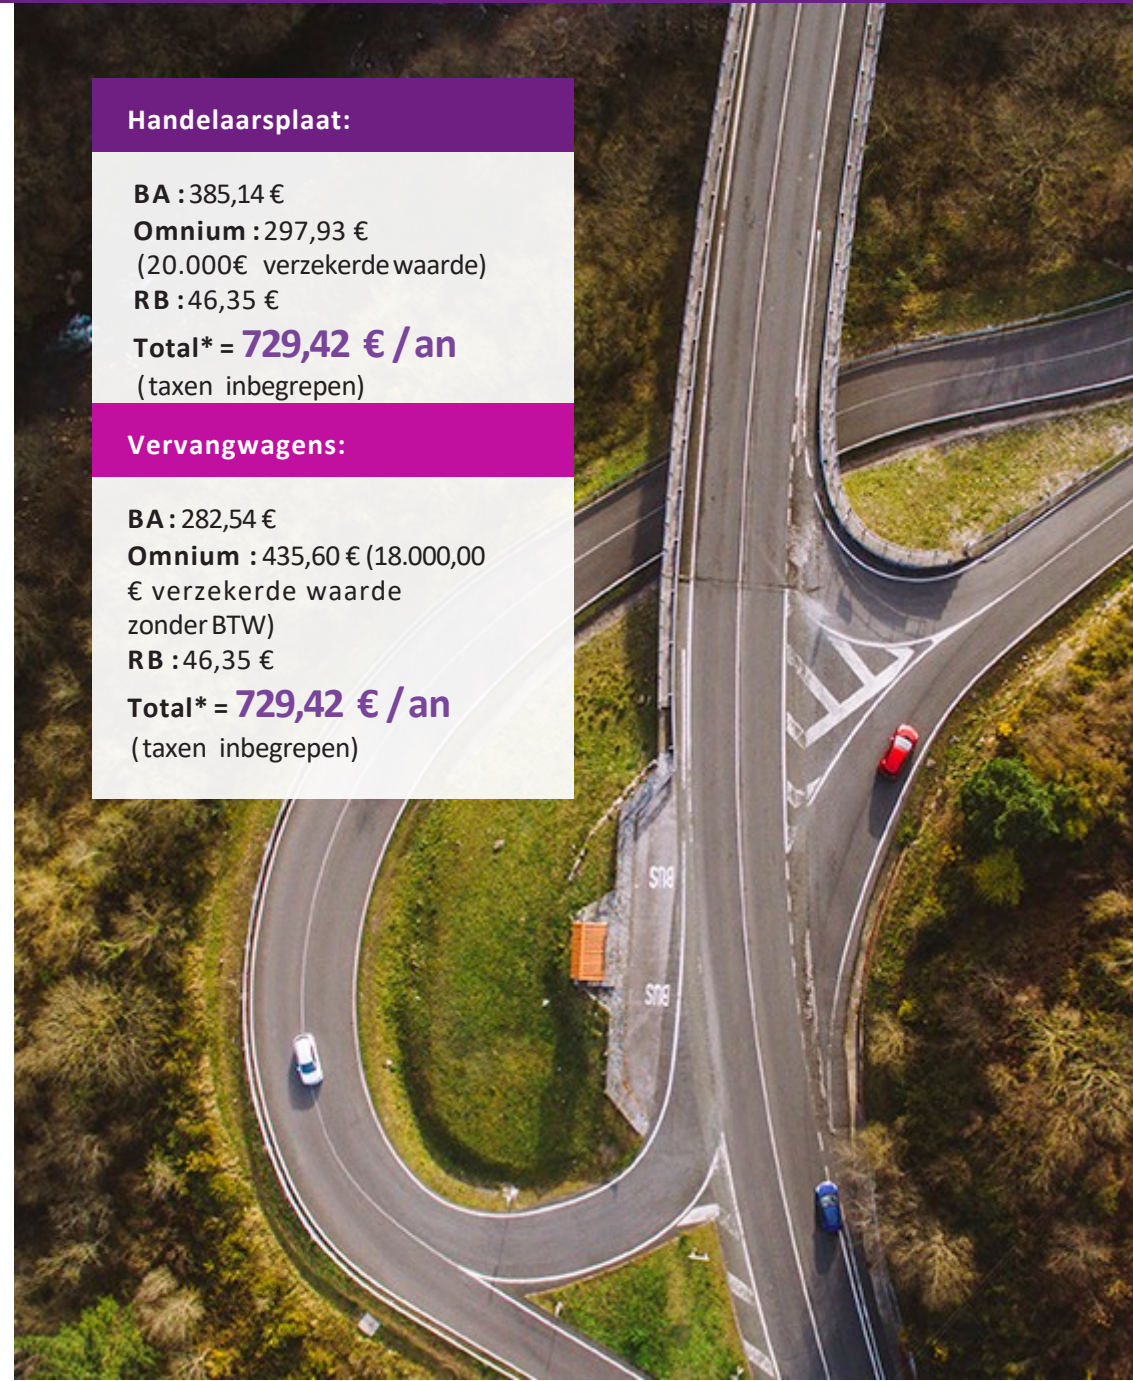 Handelaarsplaat:
BA : 385,14 €
Omnium : 297,93 €
(20.000€ verzekerde waarde)
RB : 46,35 €
Total* = 729,42 € / an
(taxen inbegrepen)
Vervangwagens:
BA : 282,54 €
Omnium : 435,60 € (18.000,00
€ verzekerde waarde
zonder BTW)
RB : 46,35 €
Total* = 729,42 € / an
(taxen inbegrepen)
BUS
BUS